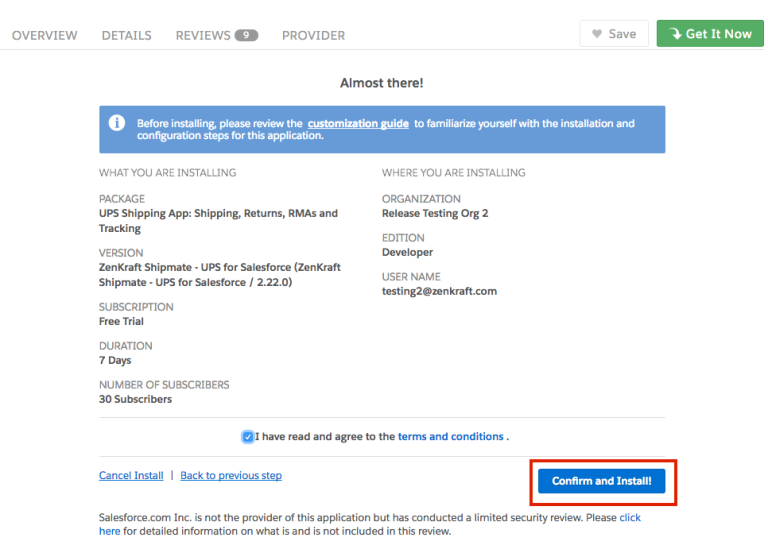 OVERVIEW DETAILS REVIEWS 9 PROVIDER Save Get It Now
Almost there!
Before installing, please review the customization guide to familiarize yourself with the installation and
configuration steps for this application.
WHAT YOU ARE INSTALLING
PACKAGE
UPS Shipping App: Shipping, Returns, RMAs and
Tracking
VERSION
ZenKraft Shipmate - UPS for Salesforce (ZenKraft
Shipmate - UPS for Salesforce / 2.22.0)
SUBSCRIPTION
Free Trial
DURATION
7 Days
NUMBER OF SUBSCRIBERS
30 Subscribers
WHERE YOU ARE INSTALLING
ORGANIZATION
Release Testing Org 2
EDITION
Developer
USER NAME
testing2@zenkraft.com
I have read and agree to the terms and conditions .
Cancel Install | Back to previous step
Confirm and Install!
Salesforce.com Inc. is not the provider of this application but has conducted a limited security review. Please click
here for detailed information on what is and is not included in this review.